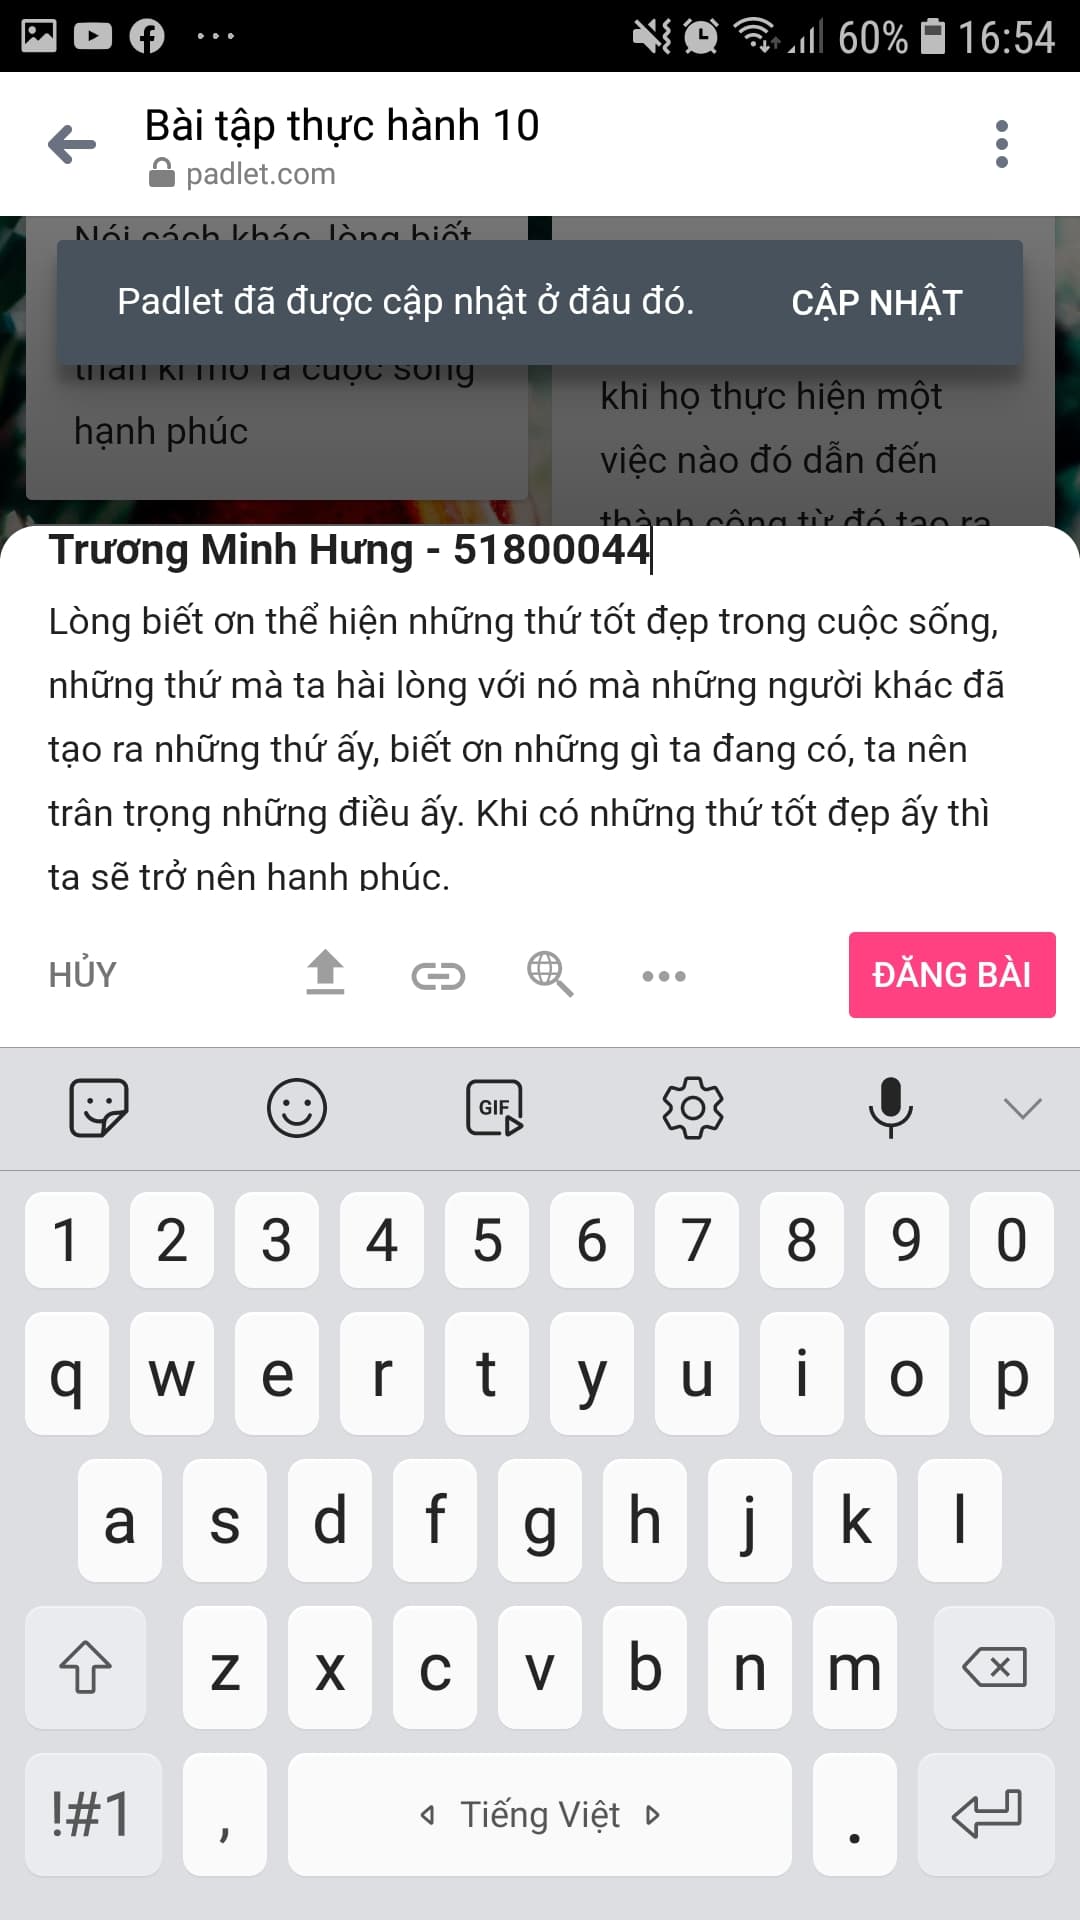 60% 16:54
Bài tập thực hành 10
padlet.com
Nói cách khác, lòng biết
Padlet đã được cập nhật ở đâu đó. CẬP NHẬT
thần kì mở ra cuộc sống
hạnh phúc
khi họ thực hiện một
việc nào đó dẫn đến
thành công từ đó tạo ra
Trương Minh Hưng - 51800044
Lòng biết ơn thể hiện những thứ tốt đẹp trong cuộc sống,
những thứ mà ta hài lòng với nó mà những người khác đã
tạo ra những thứ ấy, biết ơn những gì ta đang có, ta nên
trân trọng những điều ấy. Khi có những thứ tốt đẹp ấy thì
ta sẽ trở nên hạnh phúc.
HỦY ĐĂNG BÀI
GIF
1 2 3 4 5 6 7 8 9 0
q w e r t y u i o p
a s d f g h j k l
z x c v b n m
!#1 , Tiếng Việt .